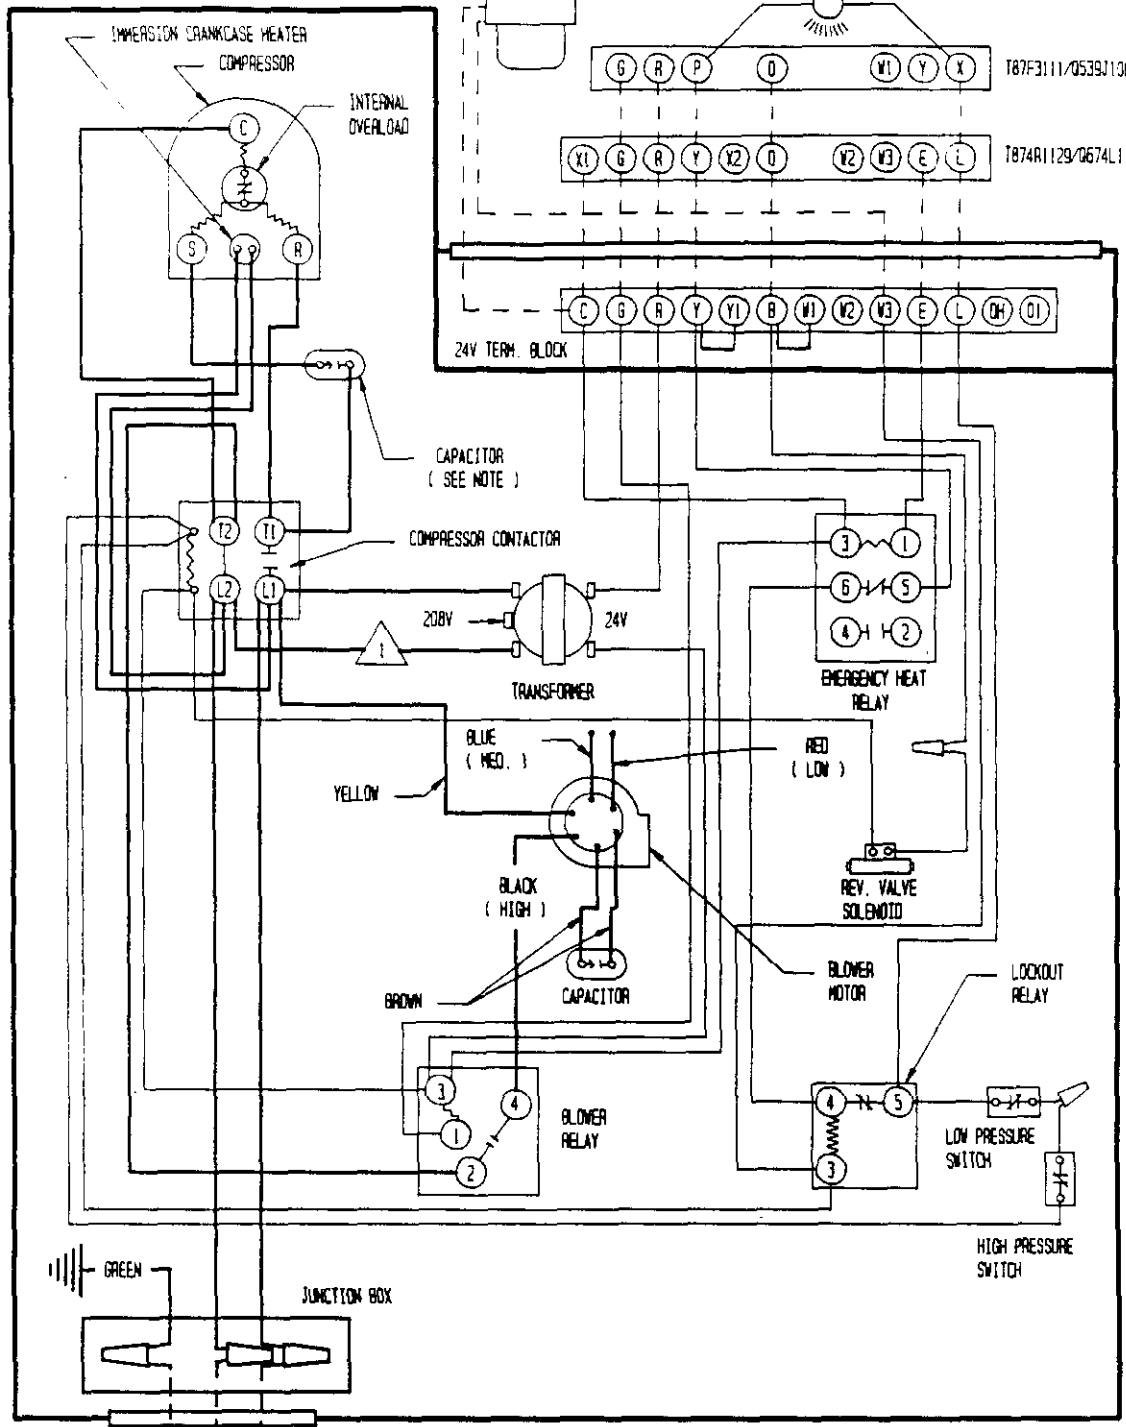 IMMERSION CRANKCASE HEATER
COMPRESSOR
INTERNAL
OVERLOAD
C
S
R
G R P O W1 Y X
X1 G R Y X2 O W2 W3 E L
C G R Y Y1 B W1 W2 W3 E L
24V TERM. BLOCK
CAPACITOR
( SEE NOTE )
T2 T1
COMPRESSOR CONTACTOR
L2 L1
208V
24V
1
TRANSFORMER
3 1
6 5
4 2
EMERGENCY HEAT
RELAY
BLUE
( MED. )
RED
( LOW )
YELLOW
BLACK
( HIGH )
REV. VALVE
SOLENOID
BROWN
CAPACITOR
BLOWER
MOTOR
LOCKOUT
RELAY
3
4
1
2
BLOWER
RELAY
4 5
3
LOW PRESSURE
SWITCH
HIGH PRESSURE
SWITCH
GREEN
JUNCTION BOX